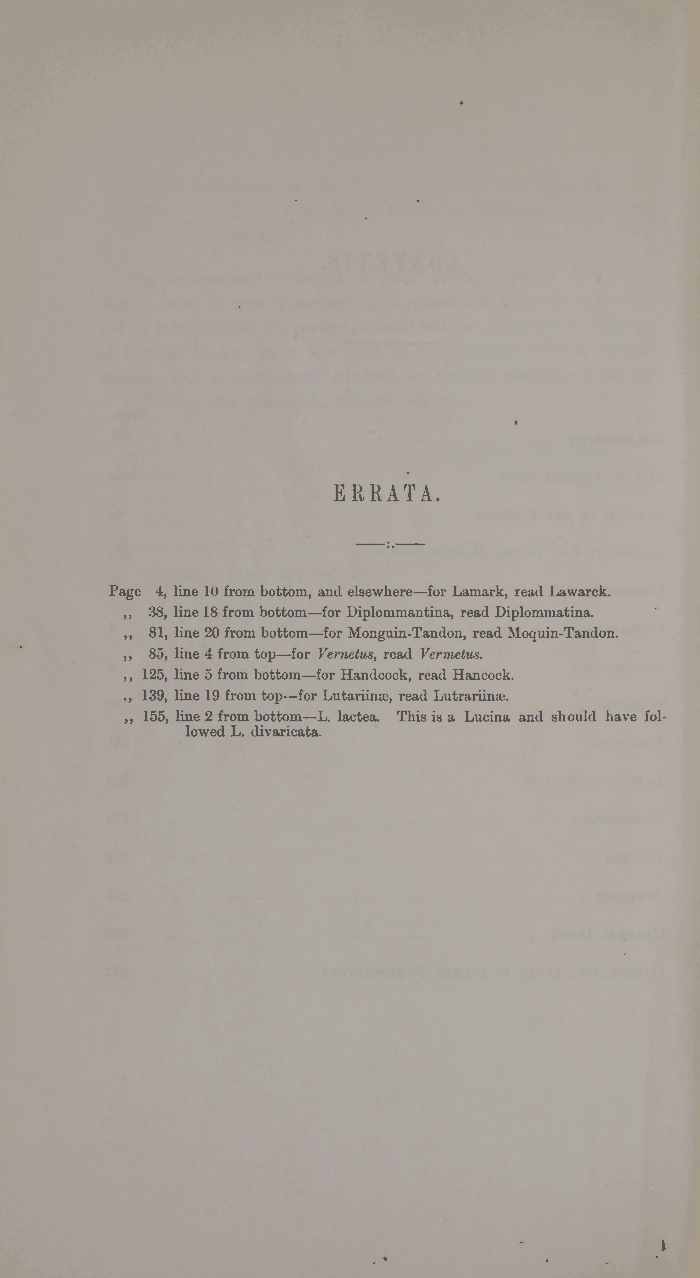 ERRATA.
Page 4, line 10 from bottom, and elsewhere—for Lamark, read Lawarck.
„ 38, line 18 from bottom—for Diplommantina, read Diplommatina.
„ 81, line 20 from bottom—for Monguin-Tandon, read Moquin-Tandon.
„ 85, line 4 from top—for Vernetus, read Vermetus.
„ 125, line 5 from bottom—for Handcock, read Hancock.
„ 139, line 19 from top--for Lutariinæ, read Lutrariinæ.
„ 155, line 2 from bottom—L. lactea. This is a Lucina and should have fol-
lowed L. divaricata.